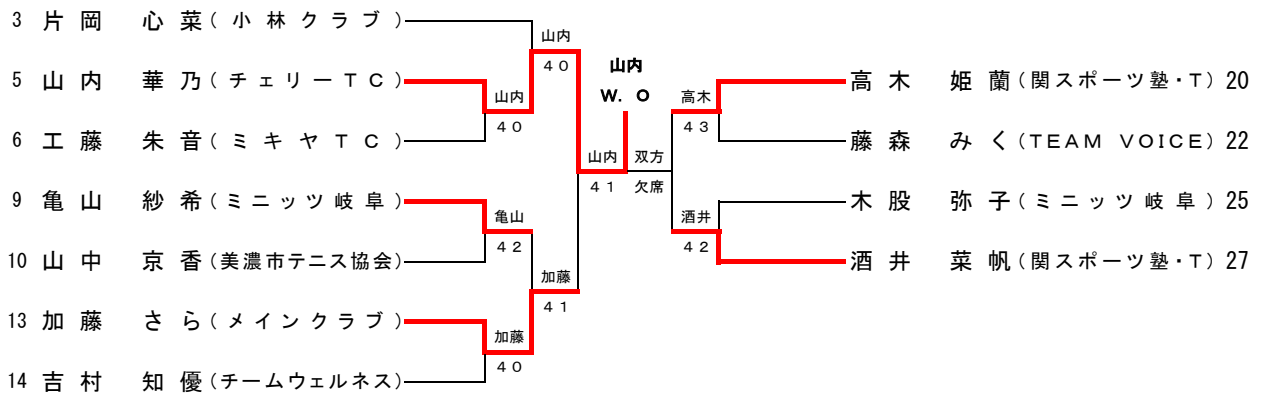 3 片岡 心菜(小林クラブ)
山内
40
5 山内 華乃(チェリーTC)
山内
40
6 工藤 朱音(ミキヤTC)
山内
41
9 亀山 紗希(ミニッツ岐阜)
亀山
42
10 山中 京香(美濃市テニス協会)
加藤
41
13 加藤 さら(メインクラブ)
加藤
40
14 吉村 知優(チームウェルネス)
山内
W.O
双方
欠席
高木
43
高木 姫蘭(関スポーツ塾・T) 20
藤森 みく(TEAM VOICE) 22
木股 弥子(ミニッツ岐阜) 25
酒井
42
酒井 菜帆(関スポーツ塾・T) 27